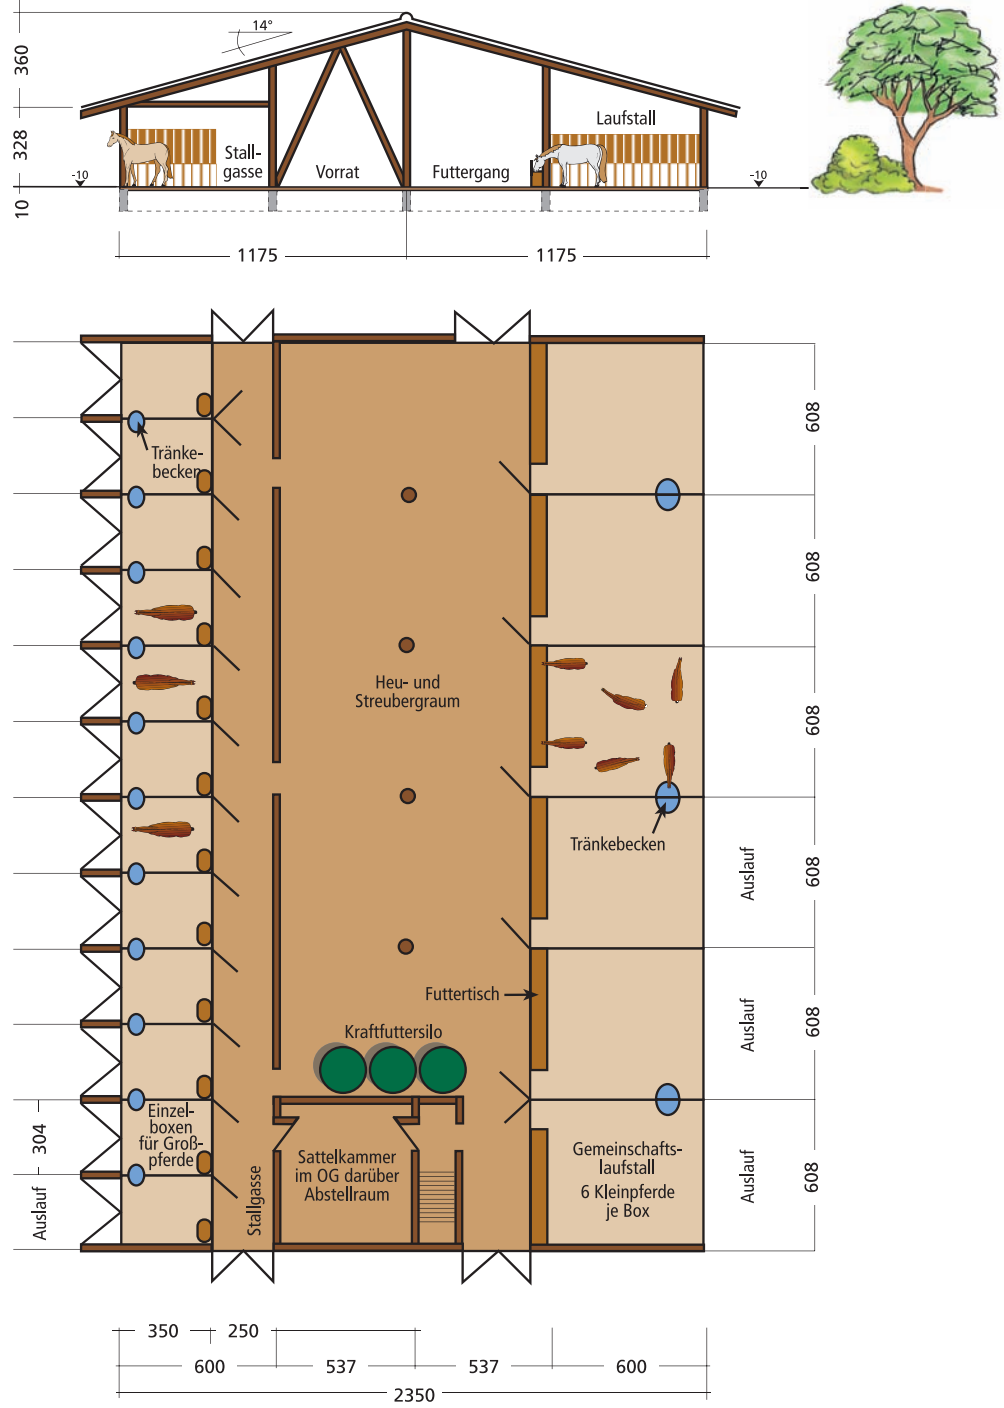 14°
360
328
10
Stall-
gasse
Vorrat
Futtergang
Laufstall
-10
-10
1175
1175
Tränke-
becken
608
608
608
608
608
608
Heu- und
Streubergraum
Tränkebecken
Auslauf
Auslauf
Auslauf
Futtertisch
Kraftfuttersilo
Einzel-
boxen
für Groß-
pferde
304
Auslauf
Stallgasse
Sattelkammer
im OG darüber
Abstellraum
Gemeinschafts-
laufstall
6 Kleinpferde
je Box
350
250
600
537
537
600
2350